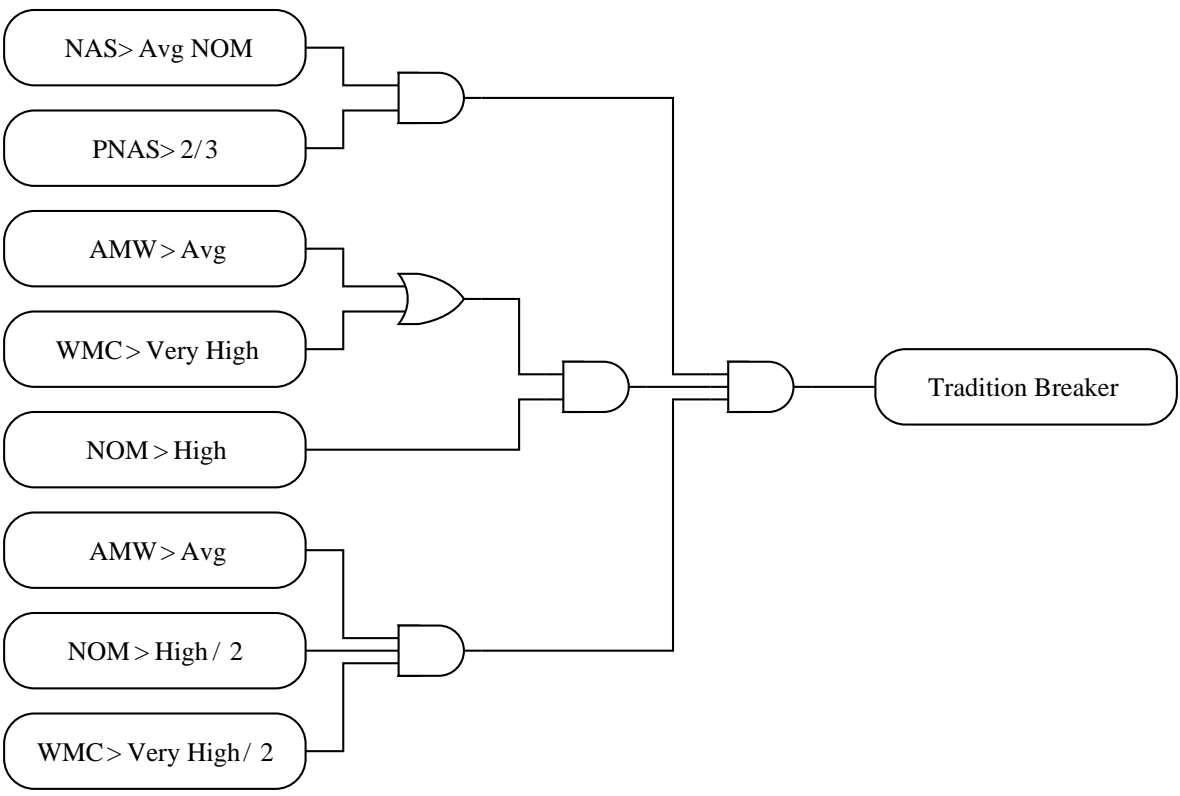 NAS> Avg NOM
PNAS> 2/3
AMW > Avg
WMC > Very High
NOM > High
AMW > Avg
NOM > High / 2
WMC > Very High / 2
Tradition Breaker